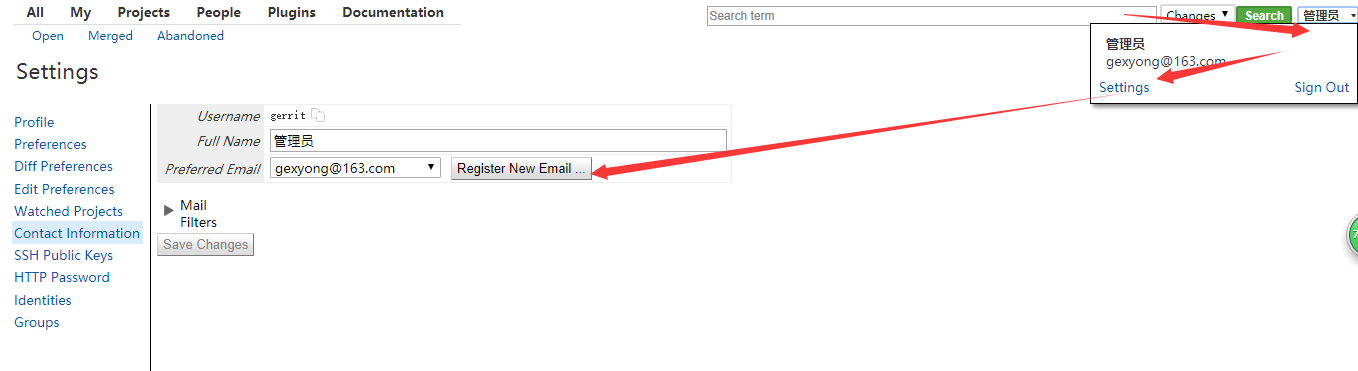 All My Projects People Plugins Documentation
Search term
Changes
Search
管理员
Open Merged Abandoned
管理员
gexyong@163.com
Settings Sign Out
Settings
Profile
Preferences
Diff Preferences
Edit Preferences
Watched Projects
Contact Information
SSH Public Keys
HTTP Password
Identities
Groups
Username gerrit
Full Name 管理员
Preferred Email gexyong@163.com Register New Email ...
Mail
Filters
Save Changes